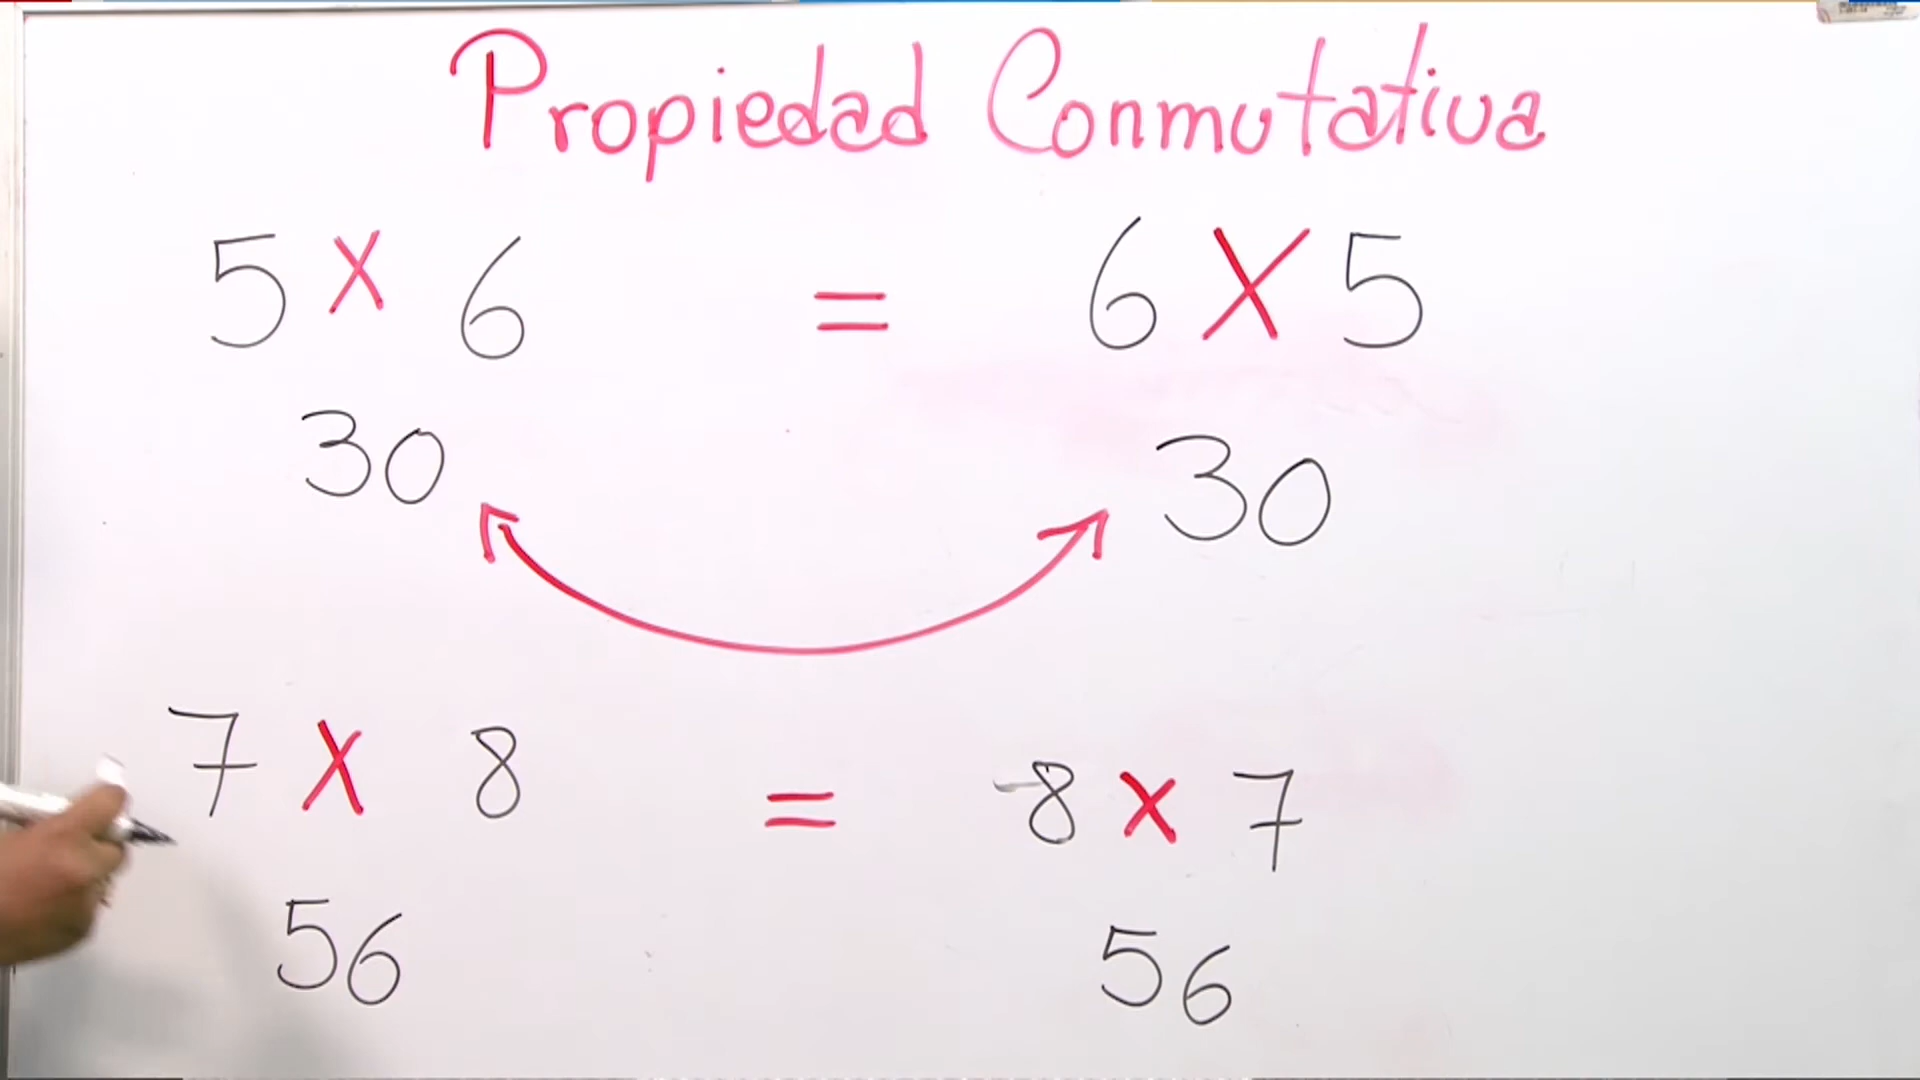 Propiedad Conmutativa
5 x 6 = 6 x 5
30 30
7 x 8 = 8 x 7
56 56